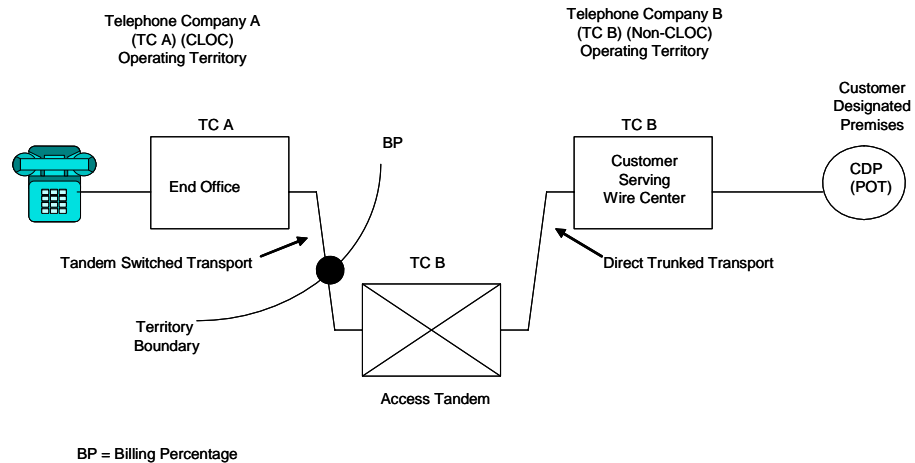 Telephone Company A
(TC A) (CLOC)
Operating Territory
Telephone Company B
(TC B) (Non-CLOC)
Operating Territory
Customer
Designated
Premises
TC A
BP
TC B
End Office
Customer
Serving
Wire Center
CDP
(POT)
Tandem Switched Transport
TC B
Direct Trunked Transport
Territory
Boundary
Access Tandem
BP = Billing Percentage